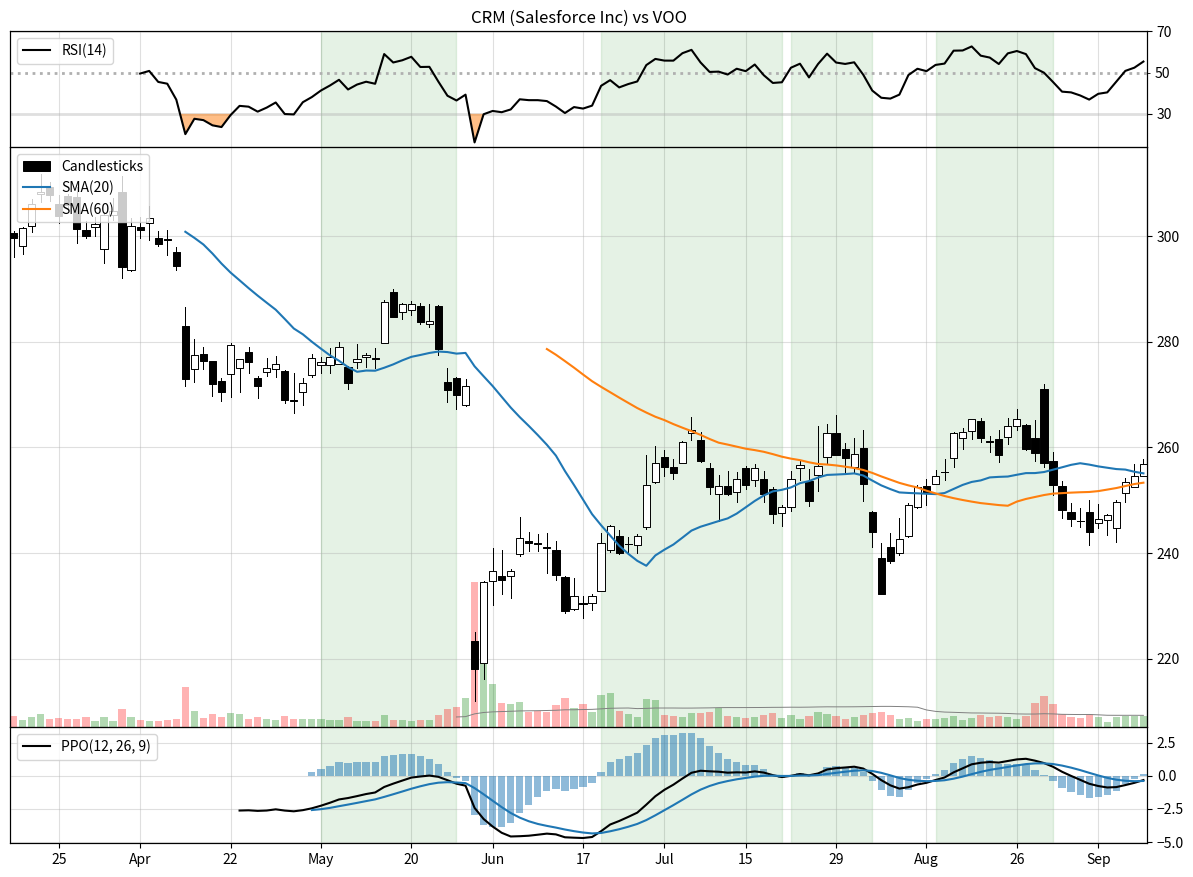 CRM (Salesforce Inc) vs VOO
RSI(14)
70
50
30
Candlesticks
SMA(20)
SMA(60)
300
280
260
240
220
PPO(12, 26, 9)
2.5
0.0
−2.5
−5.0
25 Apr 22 May 20 Jun 17 Jul 15 29 Aug 26 Sep